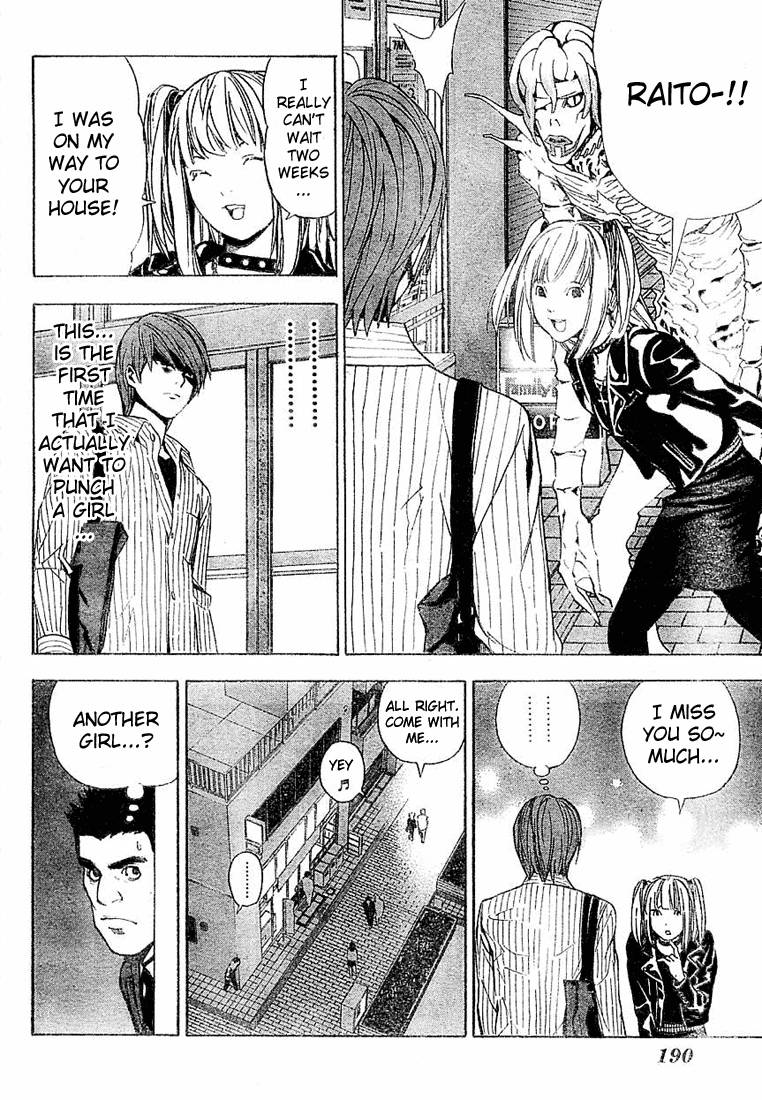 RAITO-!!
Family
I
REALLY
CAN'T
WAIT
TWO
WEEKS
...
I WAS
ON MY
WAY TO
YOUR
HOUSE!
THIS...
IS THE
FIRST
TIME
THAT I
ACTUALLY
WANT TO
PUNCH
A GIRL
...
I MISS
YOU SO~
MUCH...
ALL RIGHT.
COME WITH
ME...
YEY
♬
ANOTHER
GIRL...?
190